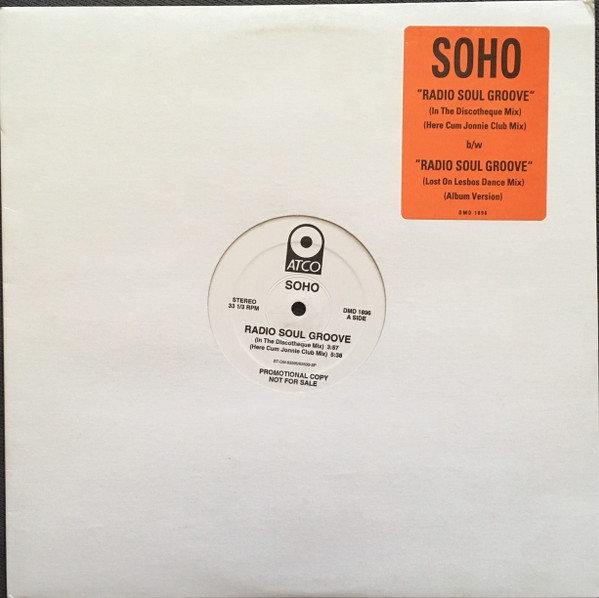 SOHO
"RADIO SOUL GROOVE"
(In The Discotheque Mix)
(Here Cum Jonnie Club Mix)
b/w
"RADIO SOUL GROOVE"
(Lost On Lesbos Dance Mix)
(Album Version)
DMD 1896
ATCO
SOHO
STEREO
33 1/3 RPM
DMD 1896
A SIDE
RADIO SOUL GROOVE
(In The Discotheque Mix) 3:57
(Here Cum Jonnie Club Mix) 5:38
PROMOTIONAL COPY
NOT FOR SALE